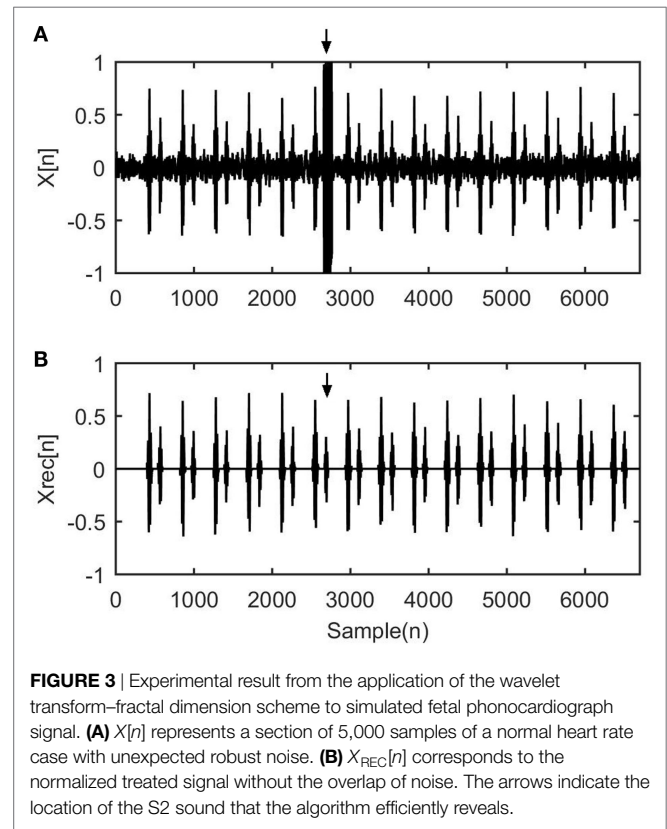 A
1
0.5
0
-0.5
-1
X[n]
0 1000 2000 3000 4000 5000 6000
B
1
0.5
0
-0.5
-1
Xrec[n]
0 1000 2000 3000 4000 5000 6000
Sample(n)
FIGURE 3 | Experimental result from the application of the wavelet
transform–fractal dimension scheme to simulated fetal phonocardiograph
signal. (A) X[n] represents a section of 5,000 samples of a normal heart rate
case with unexpected robust noise. (B) XREC[n] corresponds to the
normalized treated signal without the overlap of noise. The arrows indicate the
location of the S2 sound that the algorithm efficiently reveals.